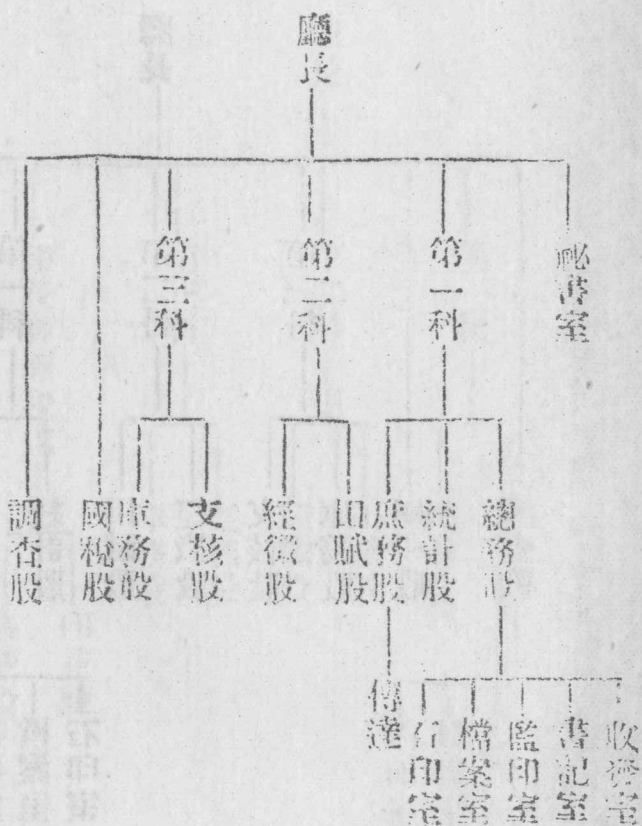 廳長
祕書室
第一科
第二科
第三科
總務股
統計股
庶務股
田賦股
經徵股
支核股
庫務股
國稅股
調查股
收發室
書記室
監印室
檔案室
石印室
傳達